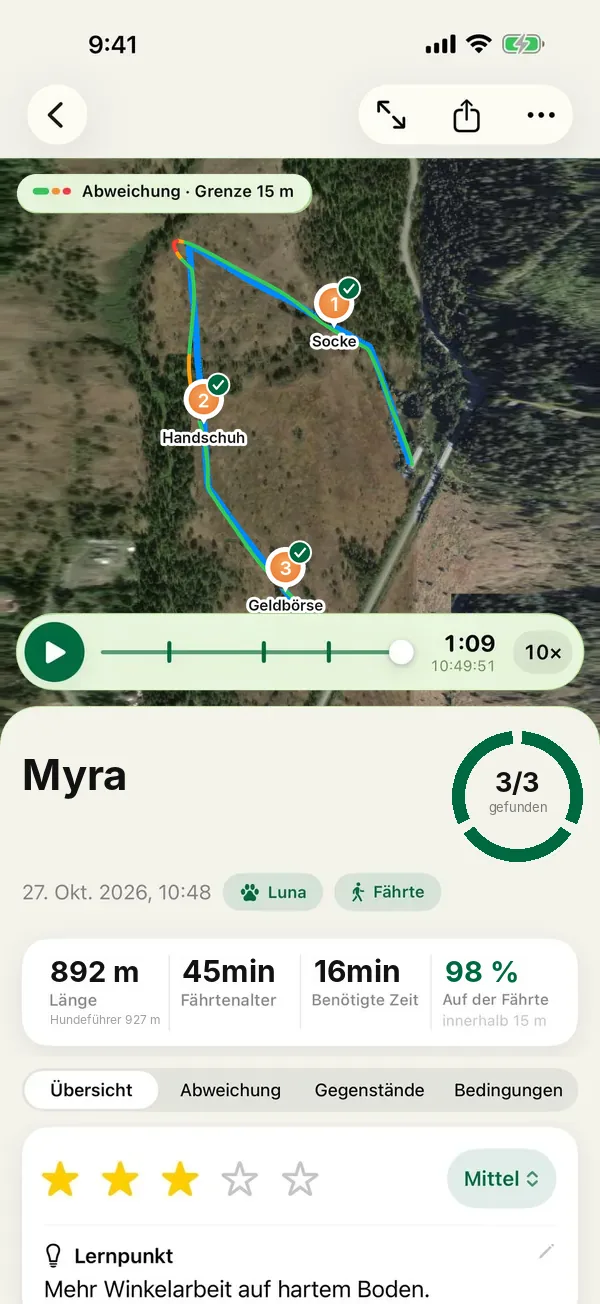 9:41
Abweichung · Grenze 15 m
1
Socke
2
Handschuh
3
Geldbörse
1:09
10:49:51
10×
Myra
3/3
gefunden
27. Okt. 2026, 10:48
Luna
Fährte
892 m
Länge
Hundeführer 927 m
45min
Fährtenalter
16min
Benötigte Zeit
98 %
Auf der Fährte
innerhalb 15 m
Übersicht
Abweichung
Gegenstände
Bedingungen
Mittel
Lernpunkt
Mehr Winkelarbeit auf hartem Boden.